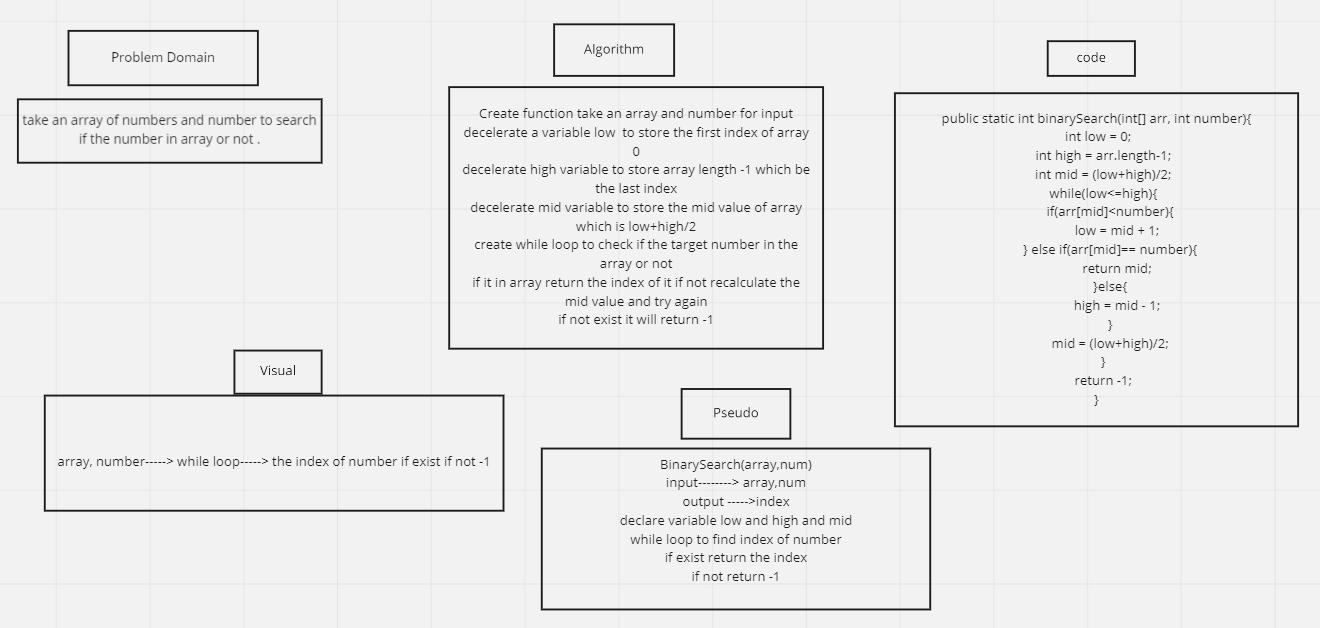 Problem Domain
take an array of numbers and number to search
if the number in array or not .
Algorithm
Create function take an array and number for input
decelerate a variable low  to store the first index of array
0
decelerate high variable to store array length -1 which be
the last index
decelerate mid variable to store the mid value of array
which is low+high/2
create while loop to check if the target number in the
array or not
if it in array return the index of it if not recalculate the
mid value and try again
if not exist it will return -1
code
public static int binarySearch(int[] arr, int number){
int low = 0;
int high = arr.length-1;
int mid = (low+high)/2;
while(low<=high){
if(arr[mid]<number){
low = mid + 1;
} else if(arr[mid]== number){
return mid;
}else{
high = mid - 1;
}
mid = (low+high)/2;
}
return -1;
}
Visual
array, number-----> while loop-----> the index of number if exist if not -1
Pseudo
BinarySearch(array,num)
input--------> array,num
output ----->index
declare variable low and high and mid
while loop to find index of number
if exist return the index
if not return -1